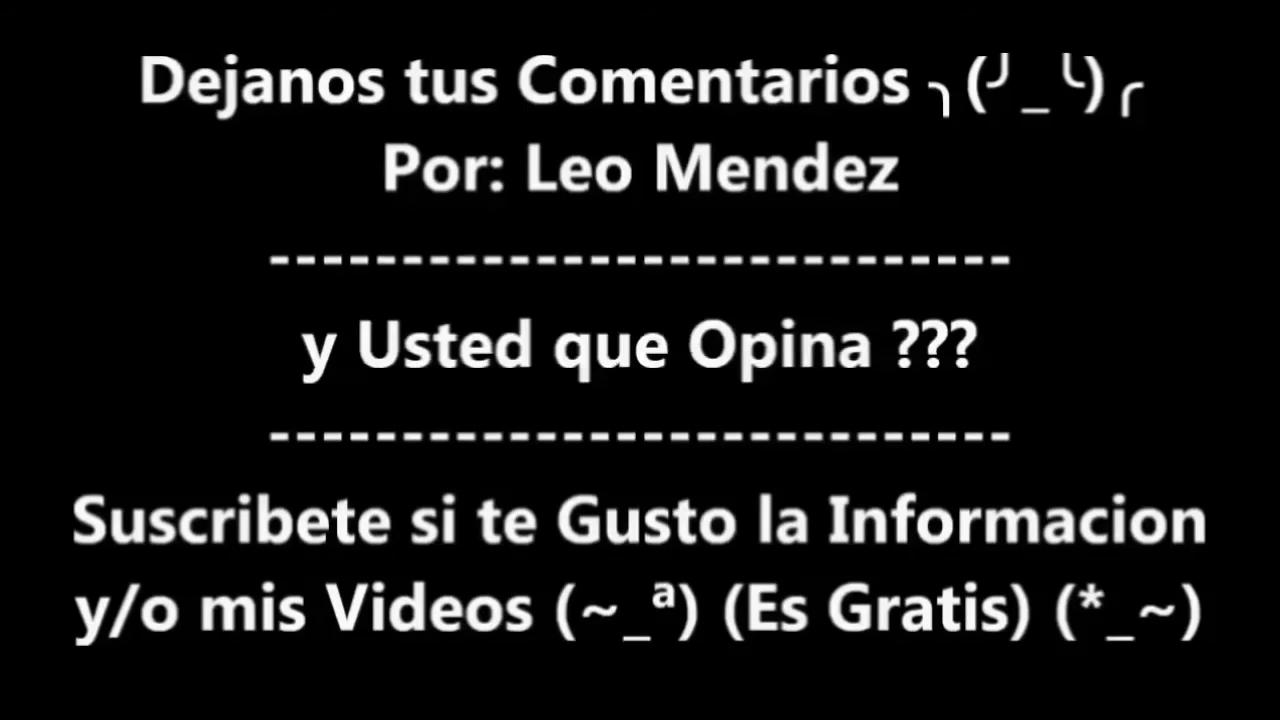 Dejanos tus Comentarios ╮(╯_╰)╭
Por: Leo Mendez
----------------------------
y Usted que Opina ???
----------------------------
Suscribete si te Gusto la Informacion
y/o mis Videos (~_ª) (Es Gratis) (*_~)